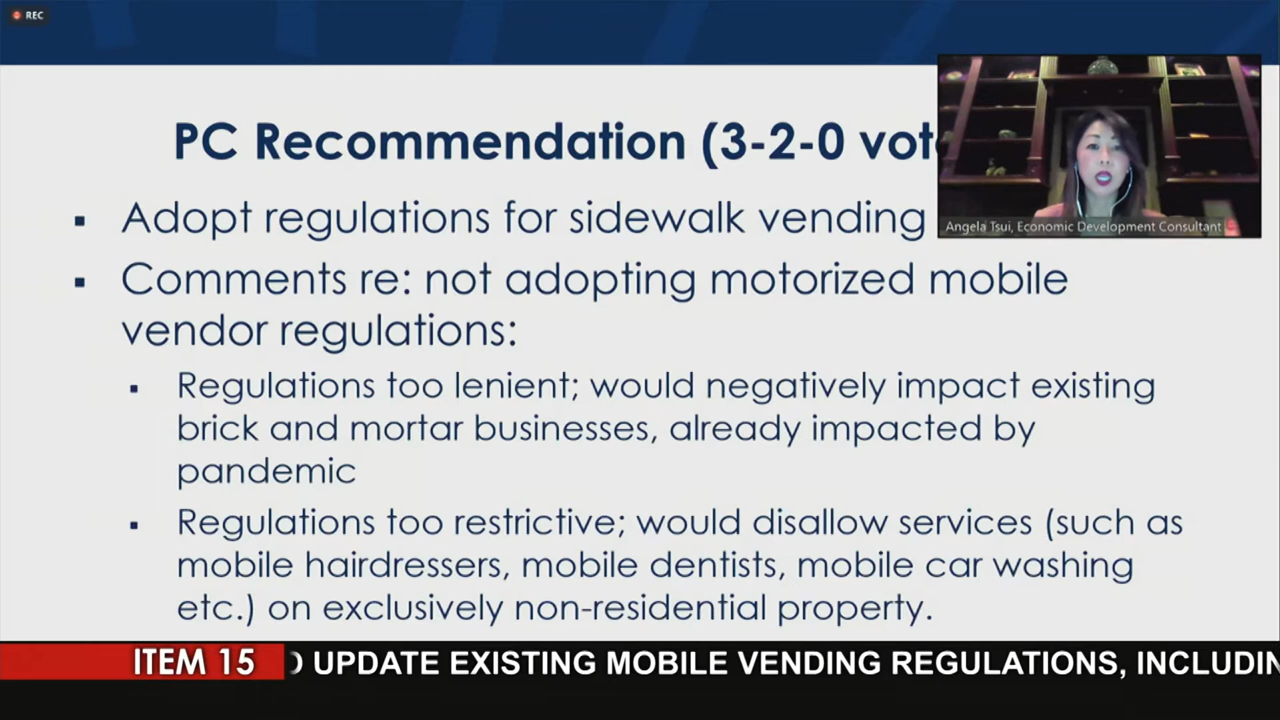 REC
PC Recommendation (3-2-0 vot
Angela Tsui, Economic Development Consultant
▪ Adopt regulations for sidewalk vending
▪ Comments re: not adopting motorized mobile
vendor regulations:
▪ Regulations too lenient; would negatively impact existing
brick and mortar businesses, already impacted by
pandemic
▪ Regulations too restrictive; would disallow services (such as
mobile hairdressers, mobile dentists, mobile car washing
etc.) on exclusively non-residential property.
ITEM 15
UPDATE EXISTING MOBILE VENDING REGULATIONS, INCLUDIN